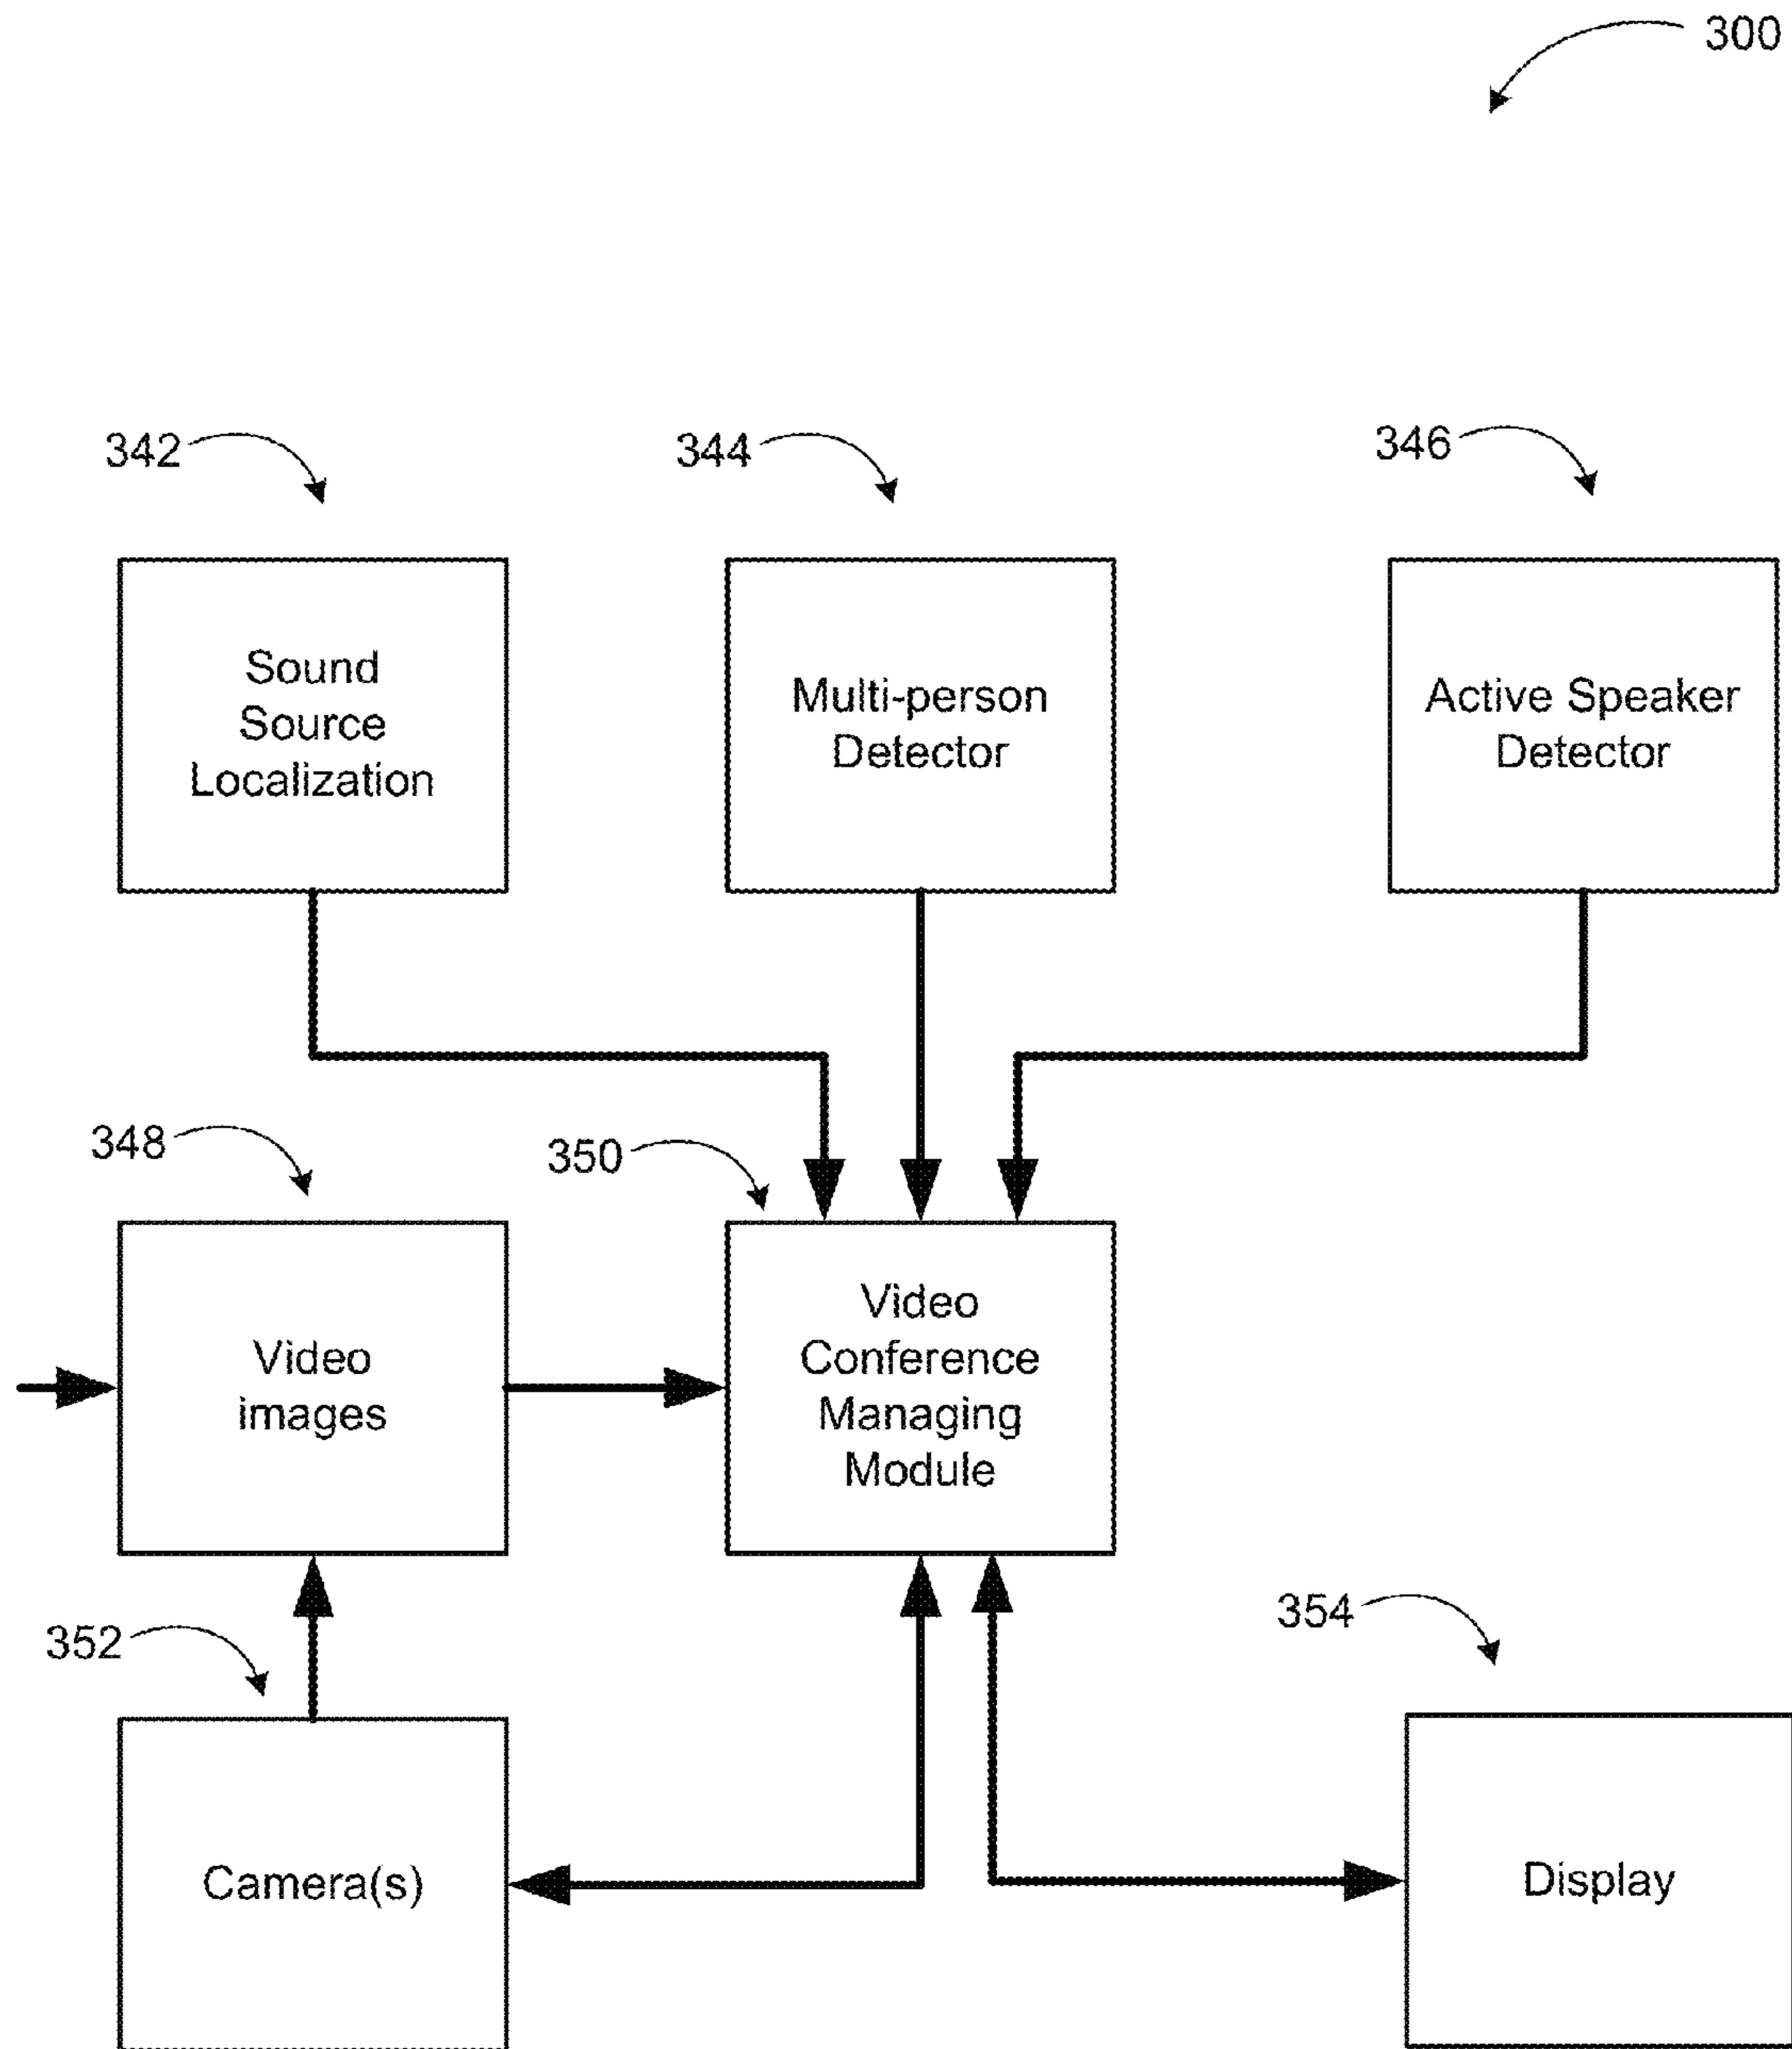 300
342
344
346
Sound
Source
Localization
Multi-person
Detector
Active Speaker
Detector
348
350
Video
images
Video
Conference
Managing
Module
352
354
Camera(s)
Display